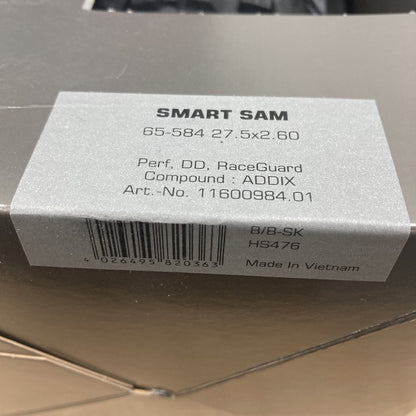 SMART SAM
65-584 27.5x2.60
Perf, DD, RaceGuard
Compound : ADDIX
Art.-No. 11600984.01
B/B-SK
HS476
4 026495 820363
Made In Vietnam